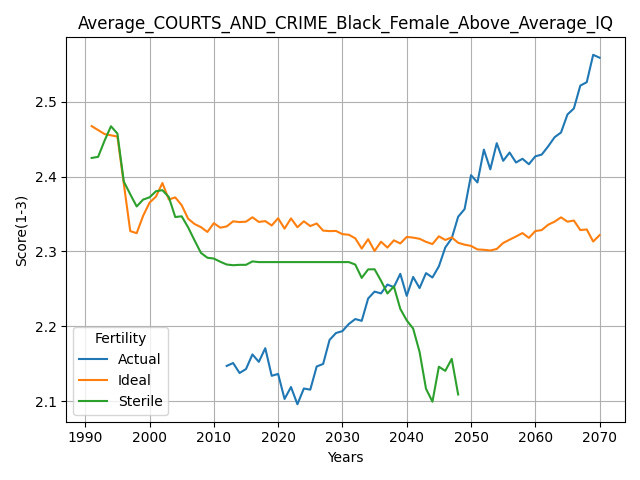 Average_COURTS_AND_CRIME_Black_Female_Above_Average_IQ
Score(1-3)
2.5
2.4
2.3
2.2
2.1
Fertility
Actual
Ideal
Sterile
1990 2000 2010 2020 2030 2040 2050 2060 2070
Years